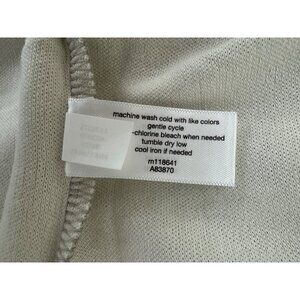 machine wash cold with like colors
gentle cycle
-chlorine bleach when needed
tumble dry low
cool iron if needed
m118641
A83870